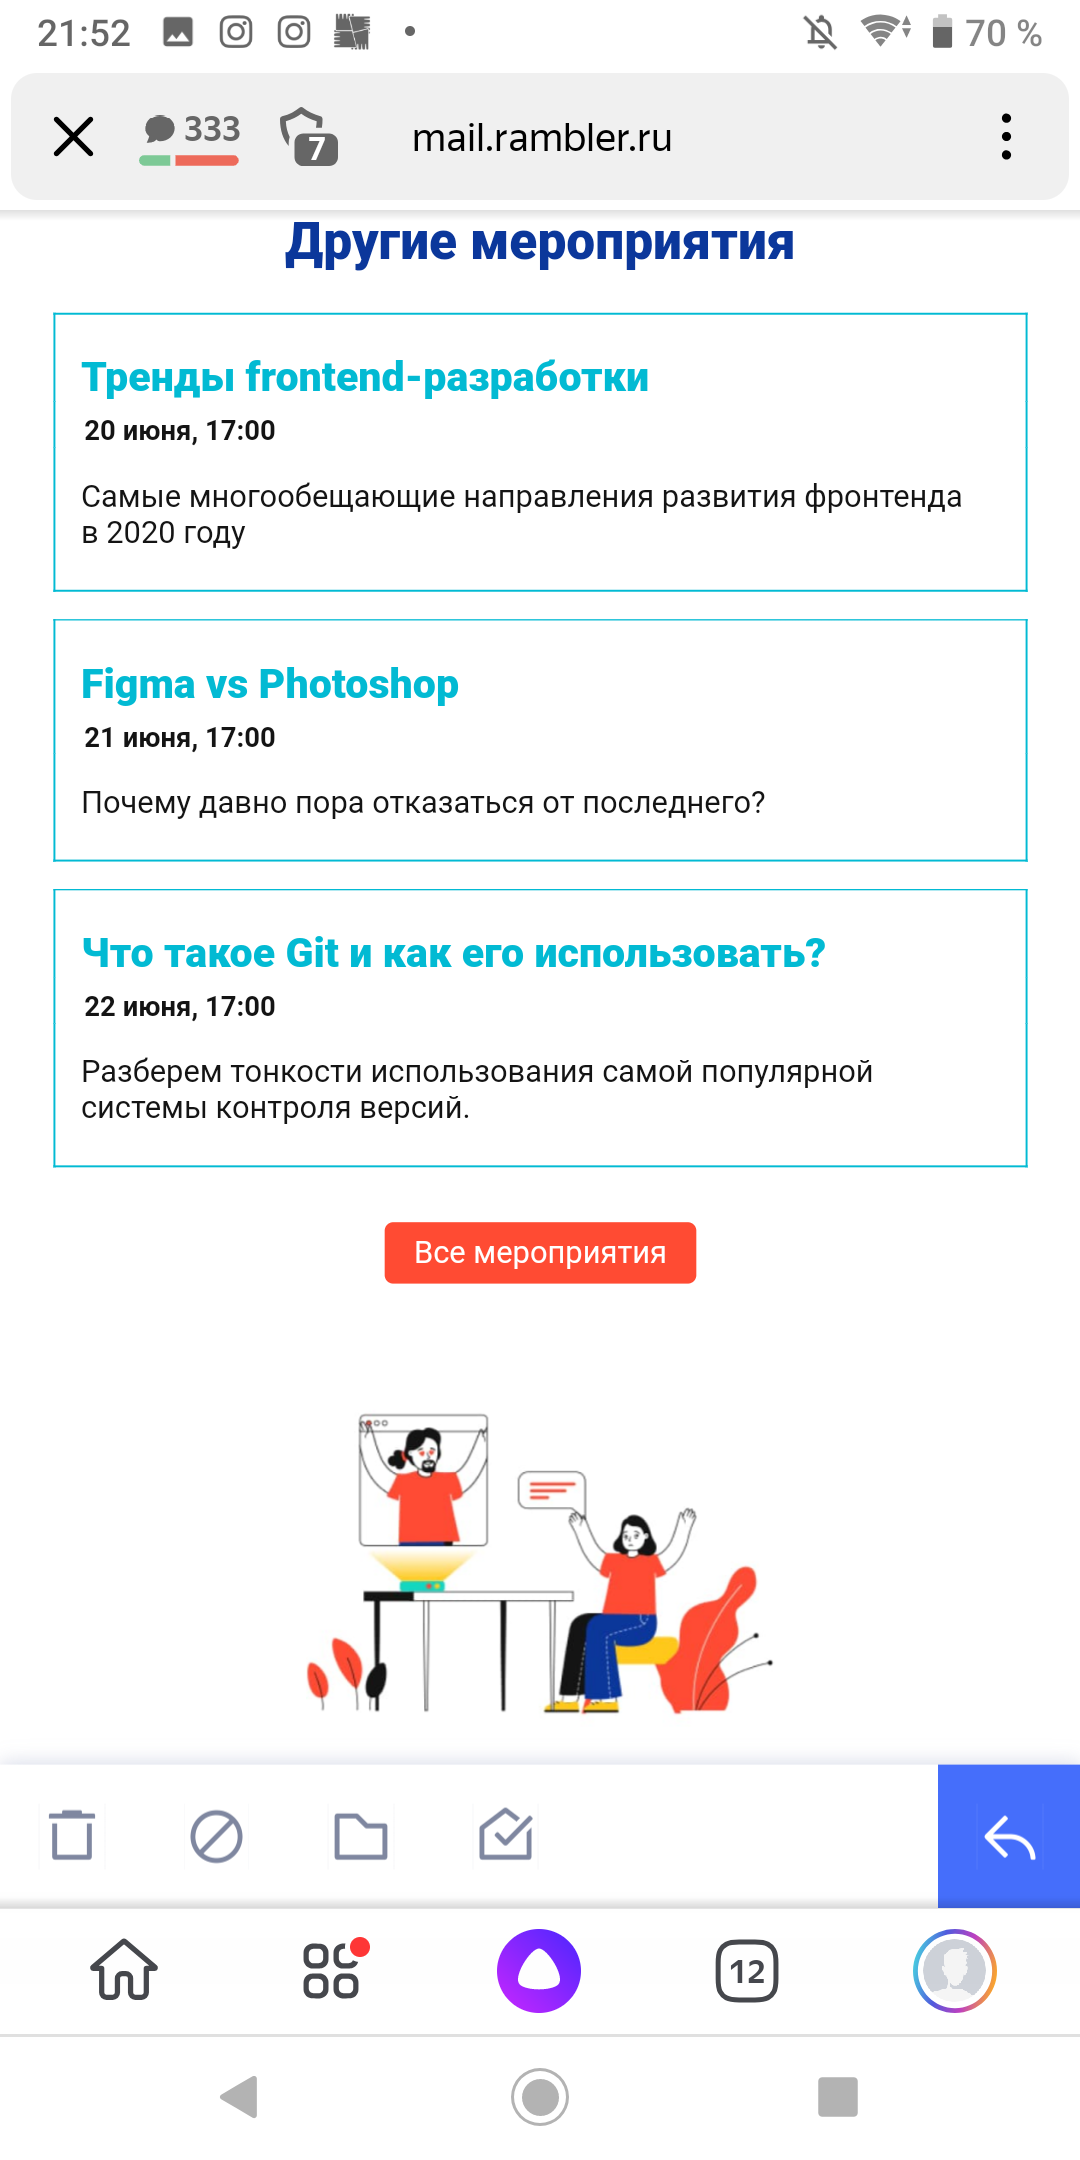 21:52
70 %
333
7
mail.rambler.ru
Другие мероприятия
Тренды frontend-разработки
20 июня, 17:00
Самые многообещающие направления развития фронтенда
в 2020 году
Figma vs Photoshop
21 июня, 17:00
Почему давно пора отказаться от последнего?
Что такое Git и как его использовать?
22 июня, 17:00
Разберем тонкости использования самой популярной
системы контроля версий.
Все мероприятия
12